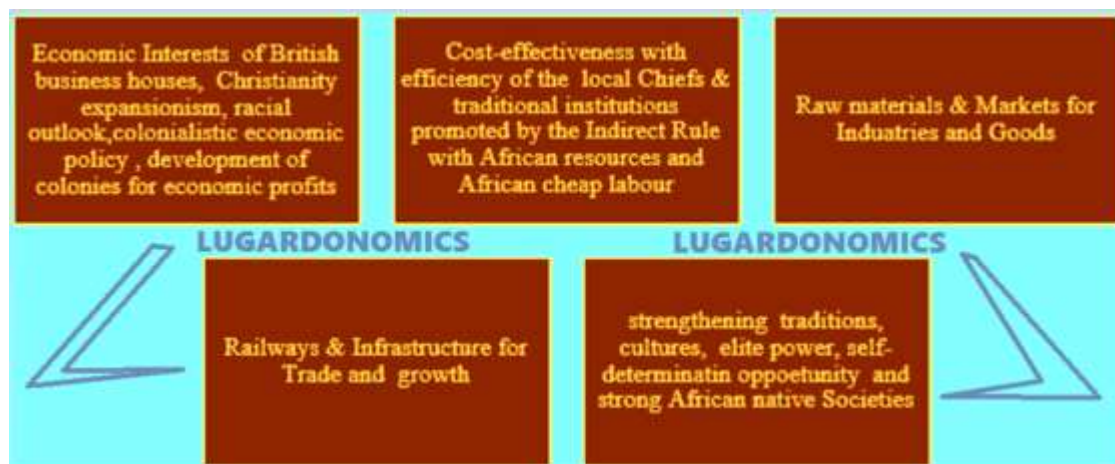 Economic Interests of British
business houses, Christianity
expansionism, racial
outlook,colonialistic economic
policy , development of
colonies for economic profits
Cost-effectiveness with
efficiency of the local Chiefs &
traditional institutions
promoted by the Indirect Rule
with African resources and
African cheap labour
Raw materials & Markets for
Induatries and Goods
LUGARDONOMICS
LUGARDONOMICS
Railways & Infrastructure for
Trade and growth
strengthening traditions,
cultures, elite power, self-
determinatin oppoetunity and
strong African native Societies